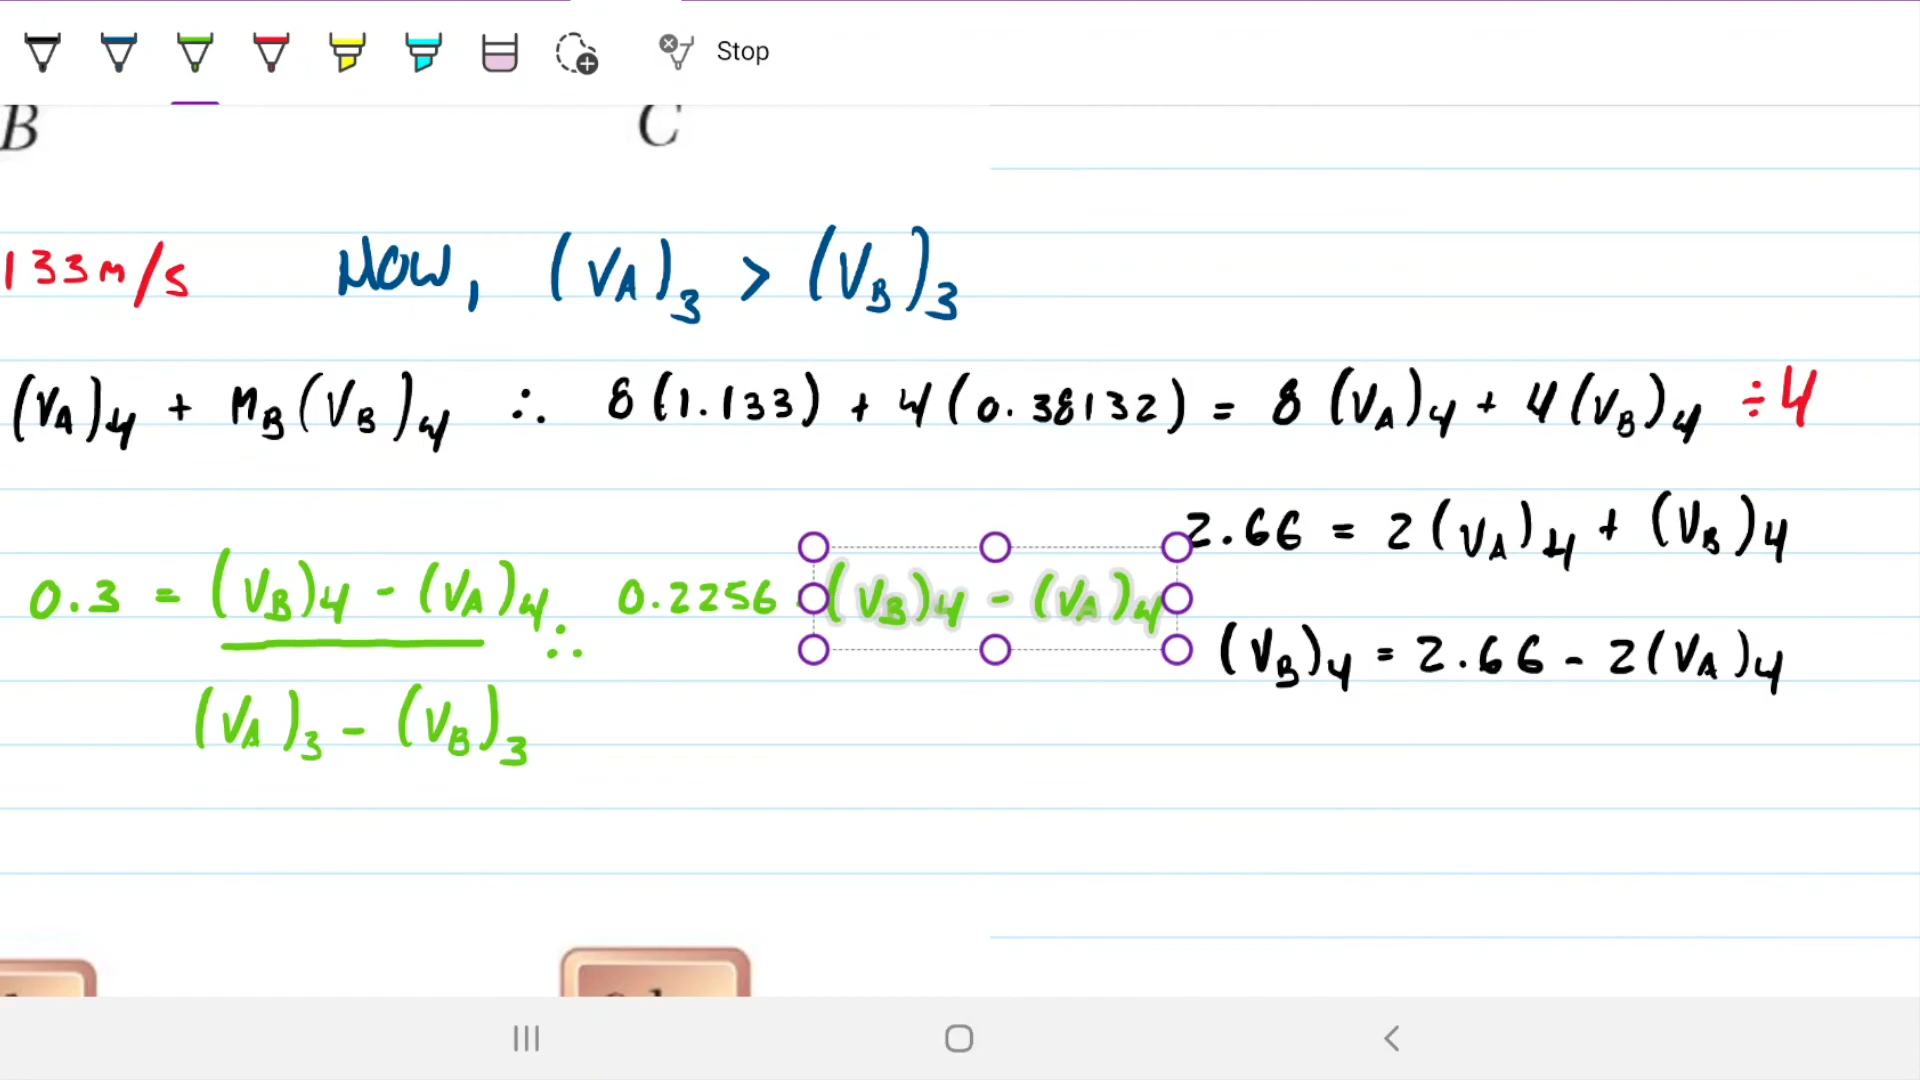 Stop
B C
133 m/s Now, (VA)3 > (VB)3
(VA)4 + MB(VB)4 ∴ 8(1.133) + 4(0.38132) = 8(VA)4 + 4(VB)4 ÷4
2.66 = 2(VA)4 + (VB)4
0.3 = (VB)4 - (VA)4 ∴ 0.2256 (VB)4 - (VA)4
(VA)3 - (VB)3
(VB)4 = 2.66 - 2(VA)4